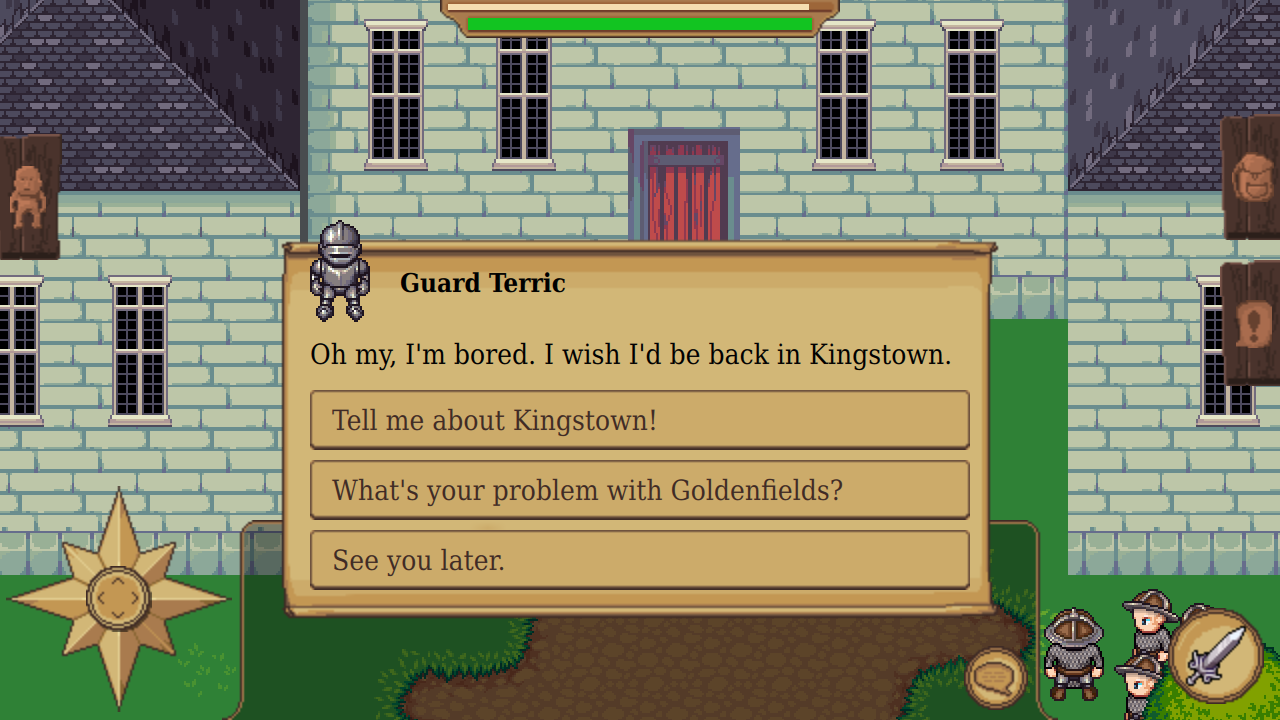 Guard Terric
Oh my, I'm bored. I wish I'd be back in Kingstown.
Tell me about Kingstown!
What's your problem with Goldenfields?
See you later.